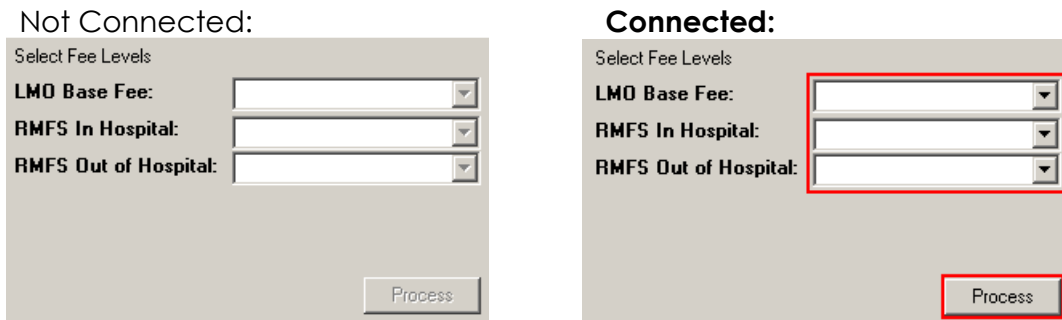 Not Connected:
Select Fee Levels
LMO Base Fee:
RMFS In Hospital:
RMFS Out of Hospital:
Process
Connected:
Select Fee Levels
LMO Base Fee:
RMFS In Hospital:
RMFS Out of Hospital:
Process